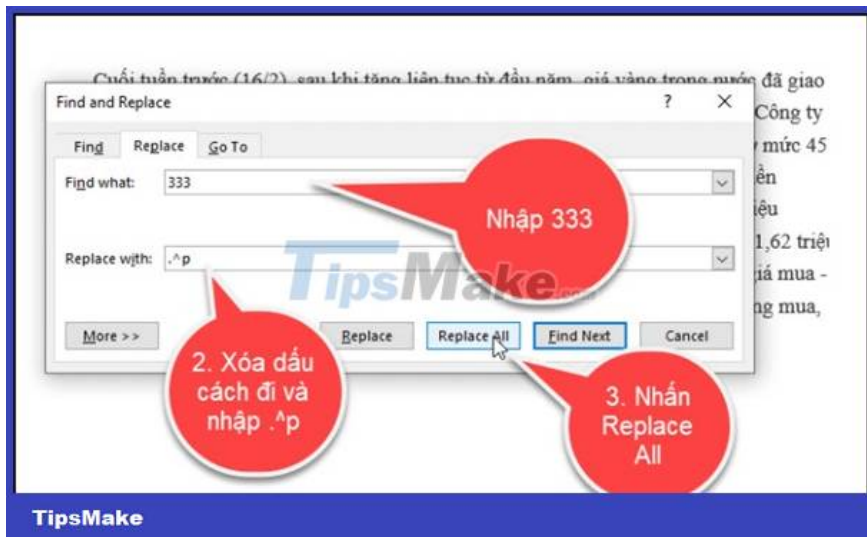 Cuối tuần trước (16/2), sau khi tăng liên tục từ đầu năm, giá vàng trong nước đã giao
Find and Replace
? X
Công ty
Find Replace Go To
mức 45
Find what: 333
Nhập 333
1,62 triệu
Replace with: .^p
TipsMake.com
giá mua -
mua,
More >> Replace Replace All Find Next Cancel
2. Xóa dấu
cách đi và
nhập .^p
3. Nhấn
Replace
All
TipsMake